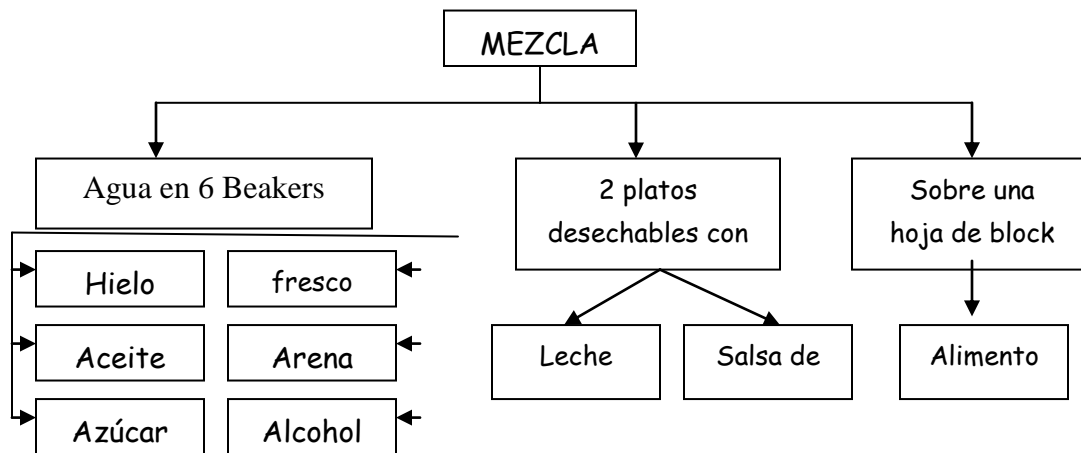 MEZCLA
Agua en 6 Beakers
Hielo
fresco
Aceite
Arena
Azúcar
Alcohol
2 platos
desechables con
Leche
Salsa de
Sobre una
hoja de block
Alimento